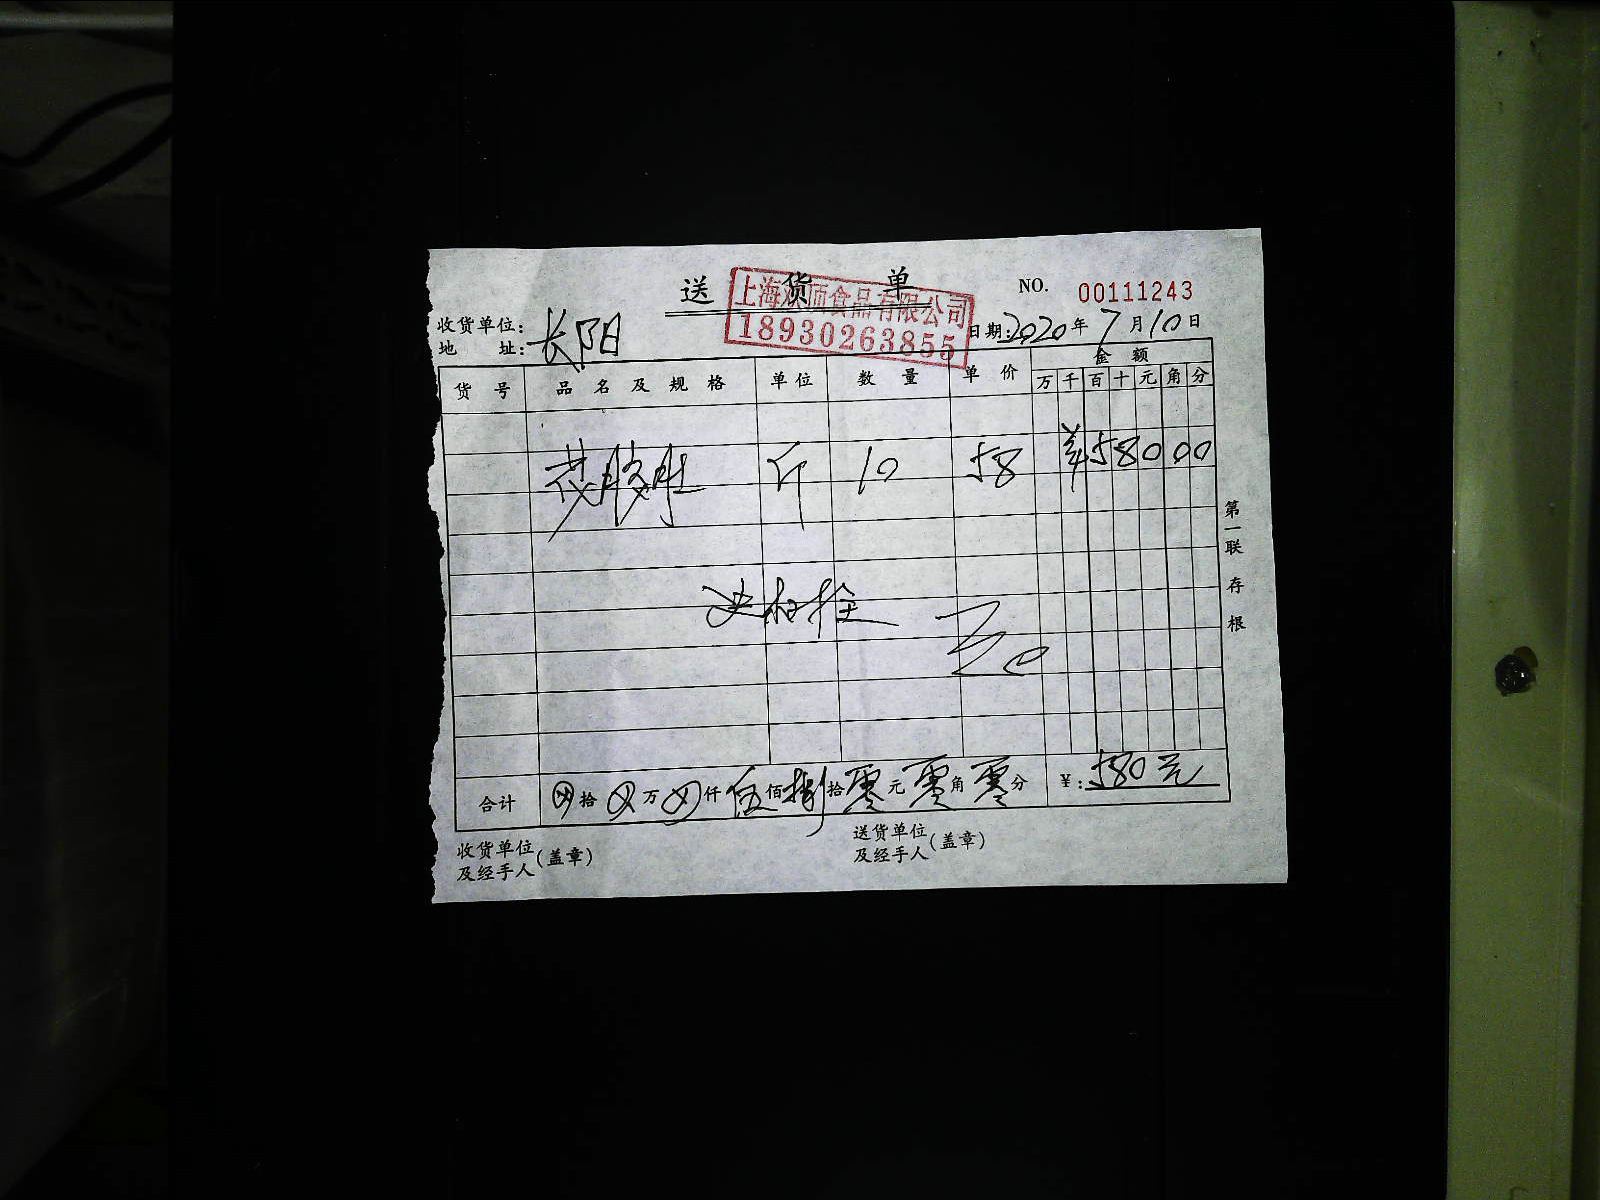 送货单
NO. 00111243
上海 顶食品有限公司
18930263855
收货单位:
地 址: 长阳
日期: 2020年7月10日
货号 品名及规格 单位 数量 单价 金额
万 千 百 十 元 角 分
花胶 斤 10 58 ¥58000
第一联 存根
合计 拾 万 仟 伍佰捌拾零元零角零分 ¥: 580元
收货单位及经手人(盖章)
送货单位及经手人(盖章)